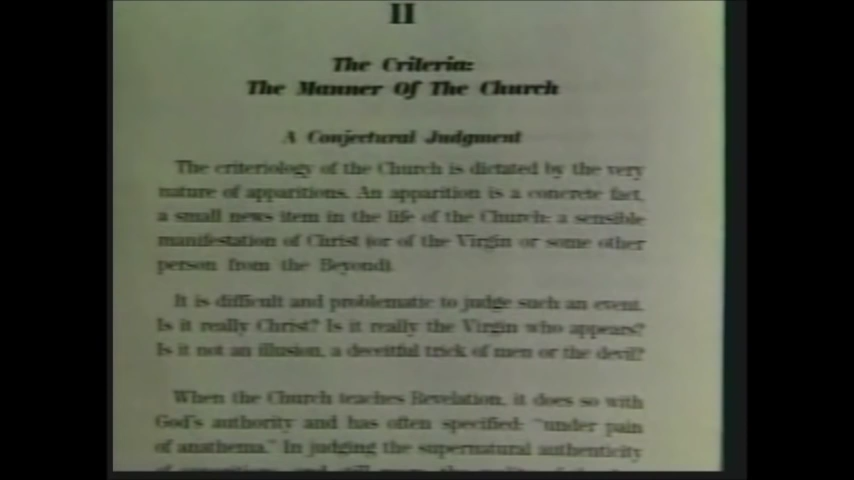 II
The Criteria:
The Manner Of The Church
A Conjectural Judgment
The criteriology of the Church is dictated by the very
nature of apparitions. An apparition is a concrete fact,
a small news item in the life of the Church: a sensible
manifestation of Christ (or of the Virgin or some other
person from the Beyond).
It is difficult and problematic to judge such an event.
Is it really Christ? Is it really the Virgin who appears?
Is it not an illusion, a deceitful trick of men or the devil?
When the Church teaches Revelation, it does so with
God's authority and has often specified: "under pain
of anathema." In judging the supernatural authenticity